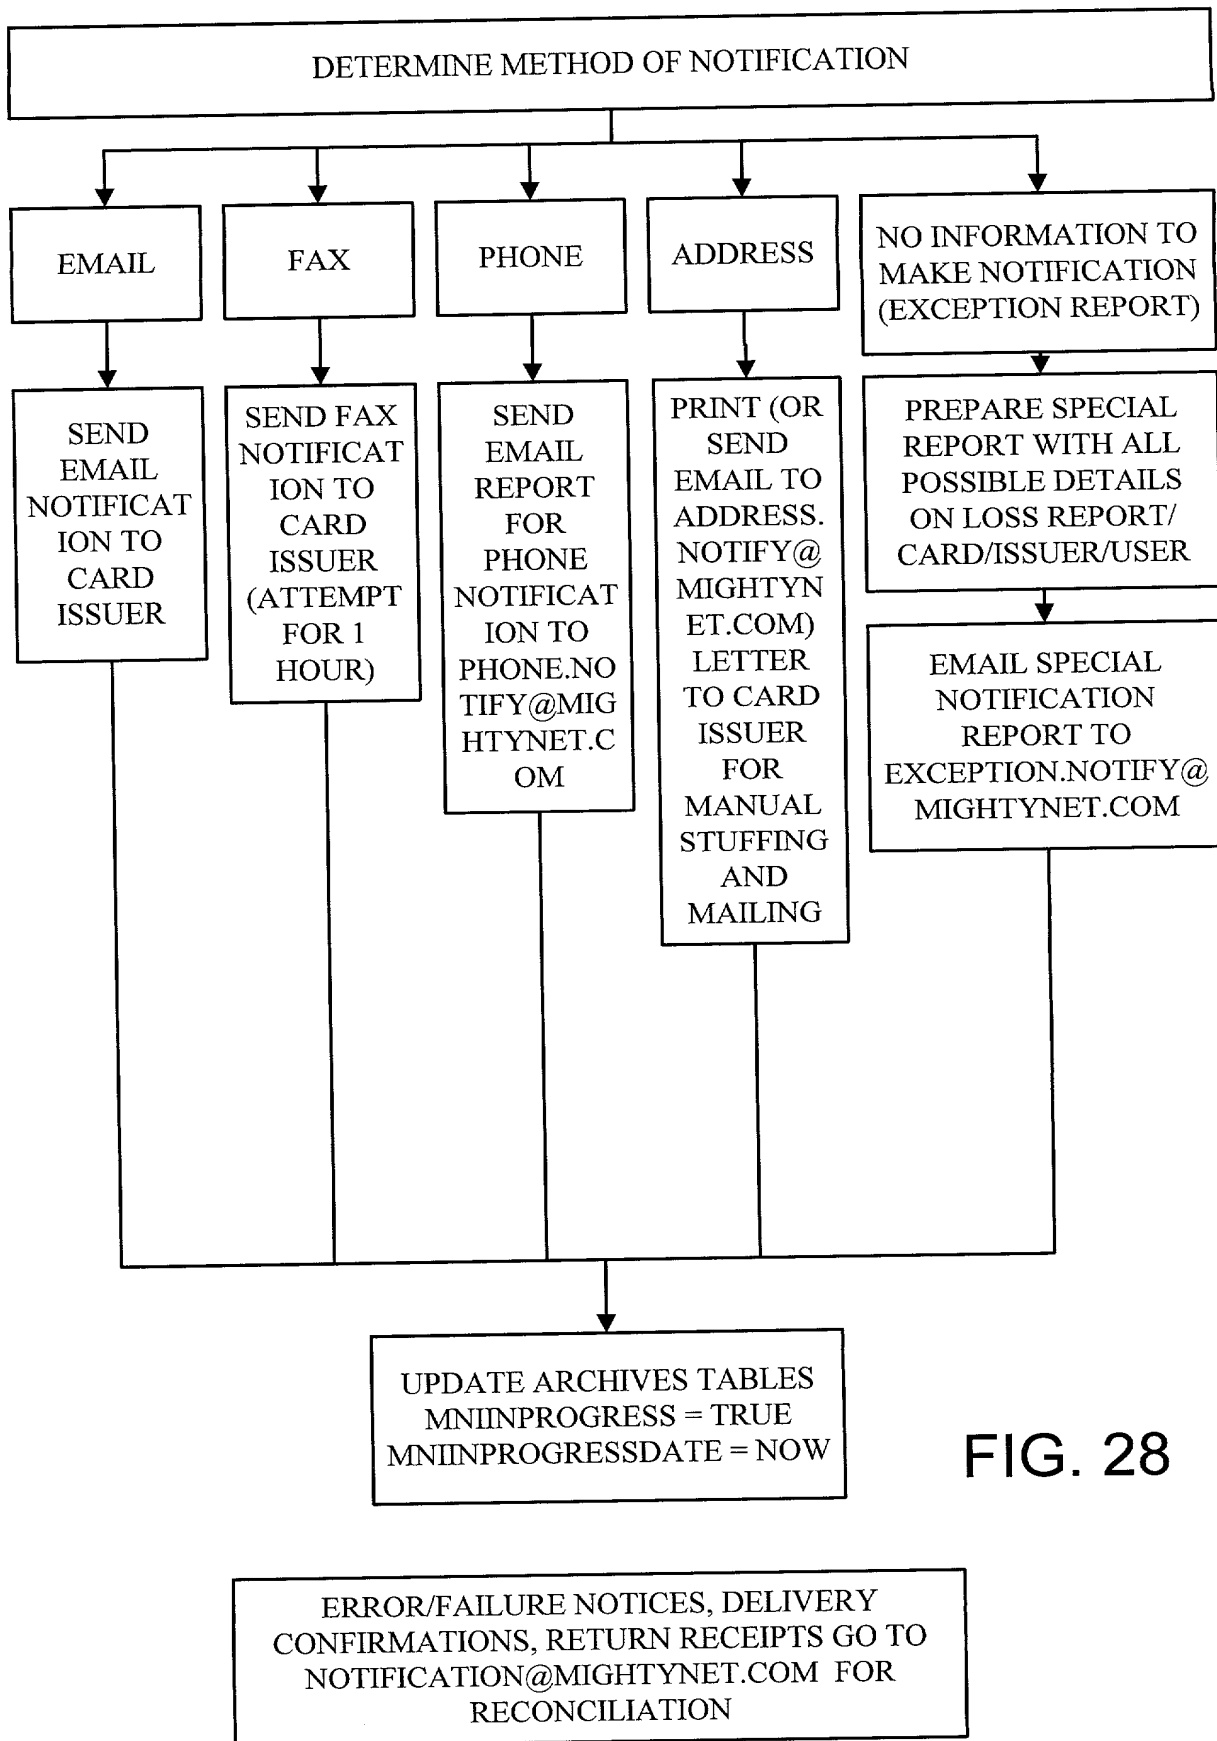 DETERMINE METHOD OF NOTIFICATION
EMAIL
FAX
PHONE
ADDRESS
NO INFORMATION TO
MAKE NOTIFICATION
(EXCEPTION REPORT)
SEND
EMAIL
NOTIFICAT
ION TO
CARD
ISSUER
SEND FAX
NOTIFICAT
ION TO
CARD
ISSUER
(ATTEMPT
FOR 1
HOUR)
SEND
EMAIL
REPORT
FOR
PHONE
NOTIFICAT
ION TO
PHONE.NO
TIFY@MIG
HTYNET.C
OM
PRINT (OR
SEND
EMAIL TO
ADDRESS.
NOTIFY@
MIGHTYN
ET.COM)
LETTER
TO CARD
ISSUER
FOR
MANUAL
STUFFING
AND
MAILING
PREPARE SPECIAL
REPORT WITH ALL
POSSIBLE DETAILS
ON LOSS REPORT/
CARD/ISSUER/USER
EMAIL SPECIAL
NOTIFICATION
REPORT TO
EXCEPTION.NOTIFY@
MIGHTYNET.COM
UPDATE ARCHIVES TABLES
MNIINPROGRESS = TRUE
MNIINPROGRESSDATE = NOW
FIG. 28
ERROR/FAILURE NOTICES, DELIVERY
CONFIRMATIONS, RETURN RECEIPTS GO TO
NOTIFICATION@MIGHTYNET.COM FOR
RECONCILIATION